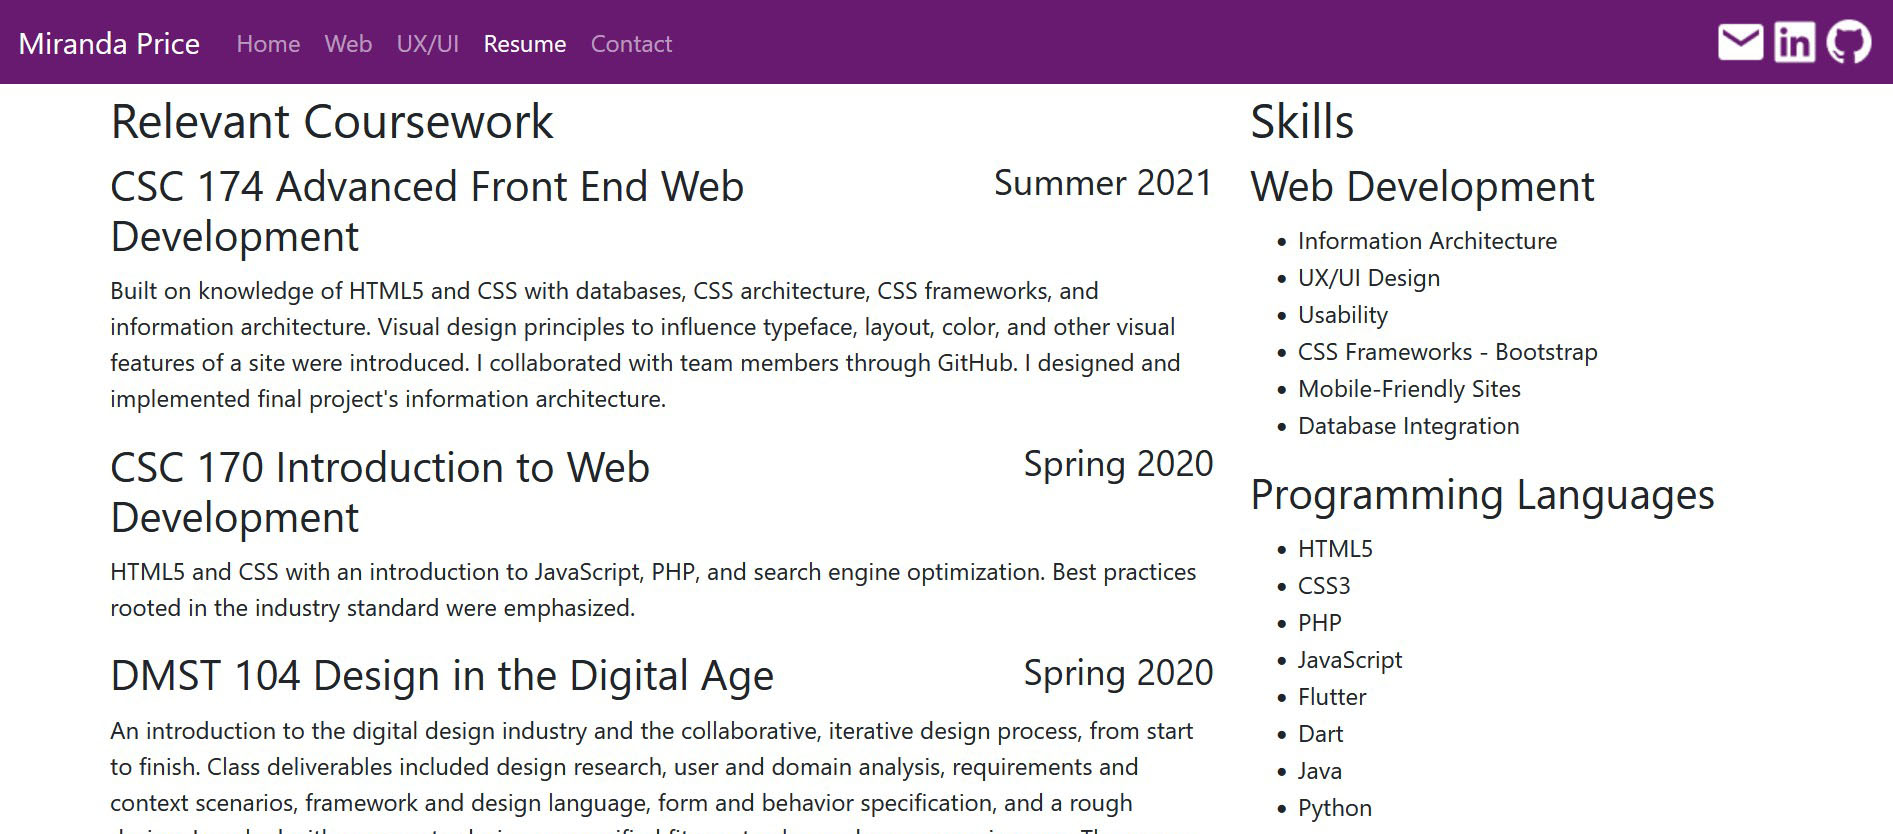 Miranda Price Home Web UX/UI Resume Contact
Relevant Coursework
CSC 174 Advanced Front End Web
Development
Summer 2021
Built on knowledge of HTML5 and CSS with databases, CSS architecture, CSS frameworks, and
information architecture. Visual design principles to influence typeface, layout, color, and other visual
features of a site were introduced. I collaborated with team members through GitHub. I designed and
implemented final project's information architecture.
CSC 170 Introduction to Web
Development
Spring 2020
HTML5 and CSS with an introduction to JavaScript, PHP, and search engine optimization. Best practices
rooted in the industry standard were emphasized.
DMST 104 Design in the Digital Age
Spring 2020
An introduction to the digital design industry and the collaborative, iterative design process, from start
to finish. Class deliverables included design research, user and domain analysis, requirements and
context scenarios, framework and design language, form and behavior specification, and a rough
Skills
Web Development
Information Architecture
UX/UI Design
Usability
CSS Frameworks - Bootstrap
Mobile-Friendly Sites
Database Integration
Programming Languages
HTML5
CSS3
PHP
JavaScript
Flutter
Dart
Java
Python